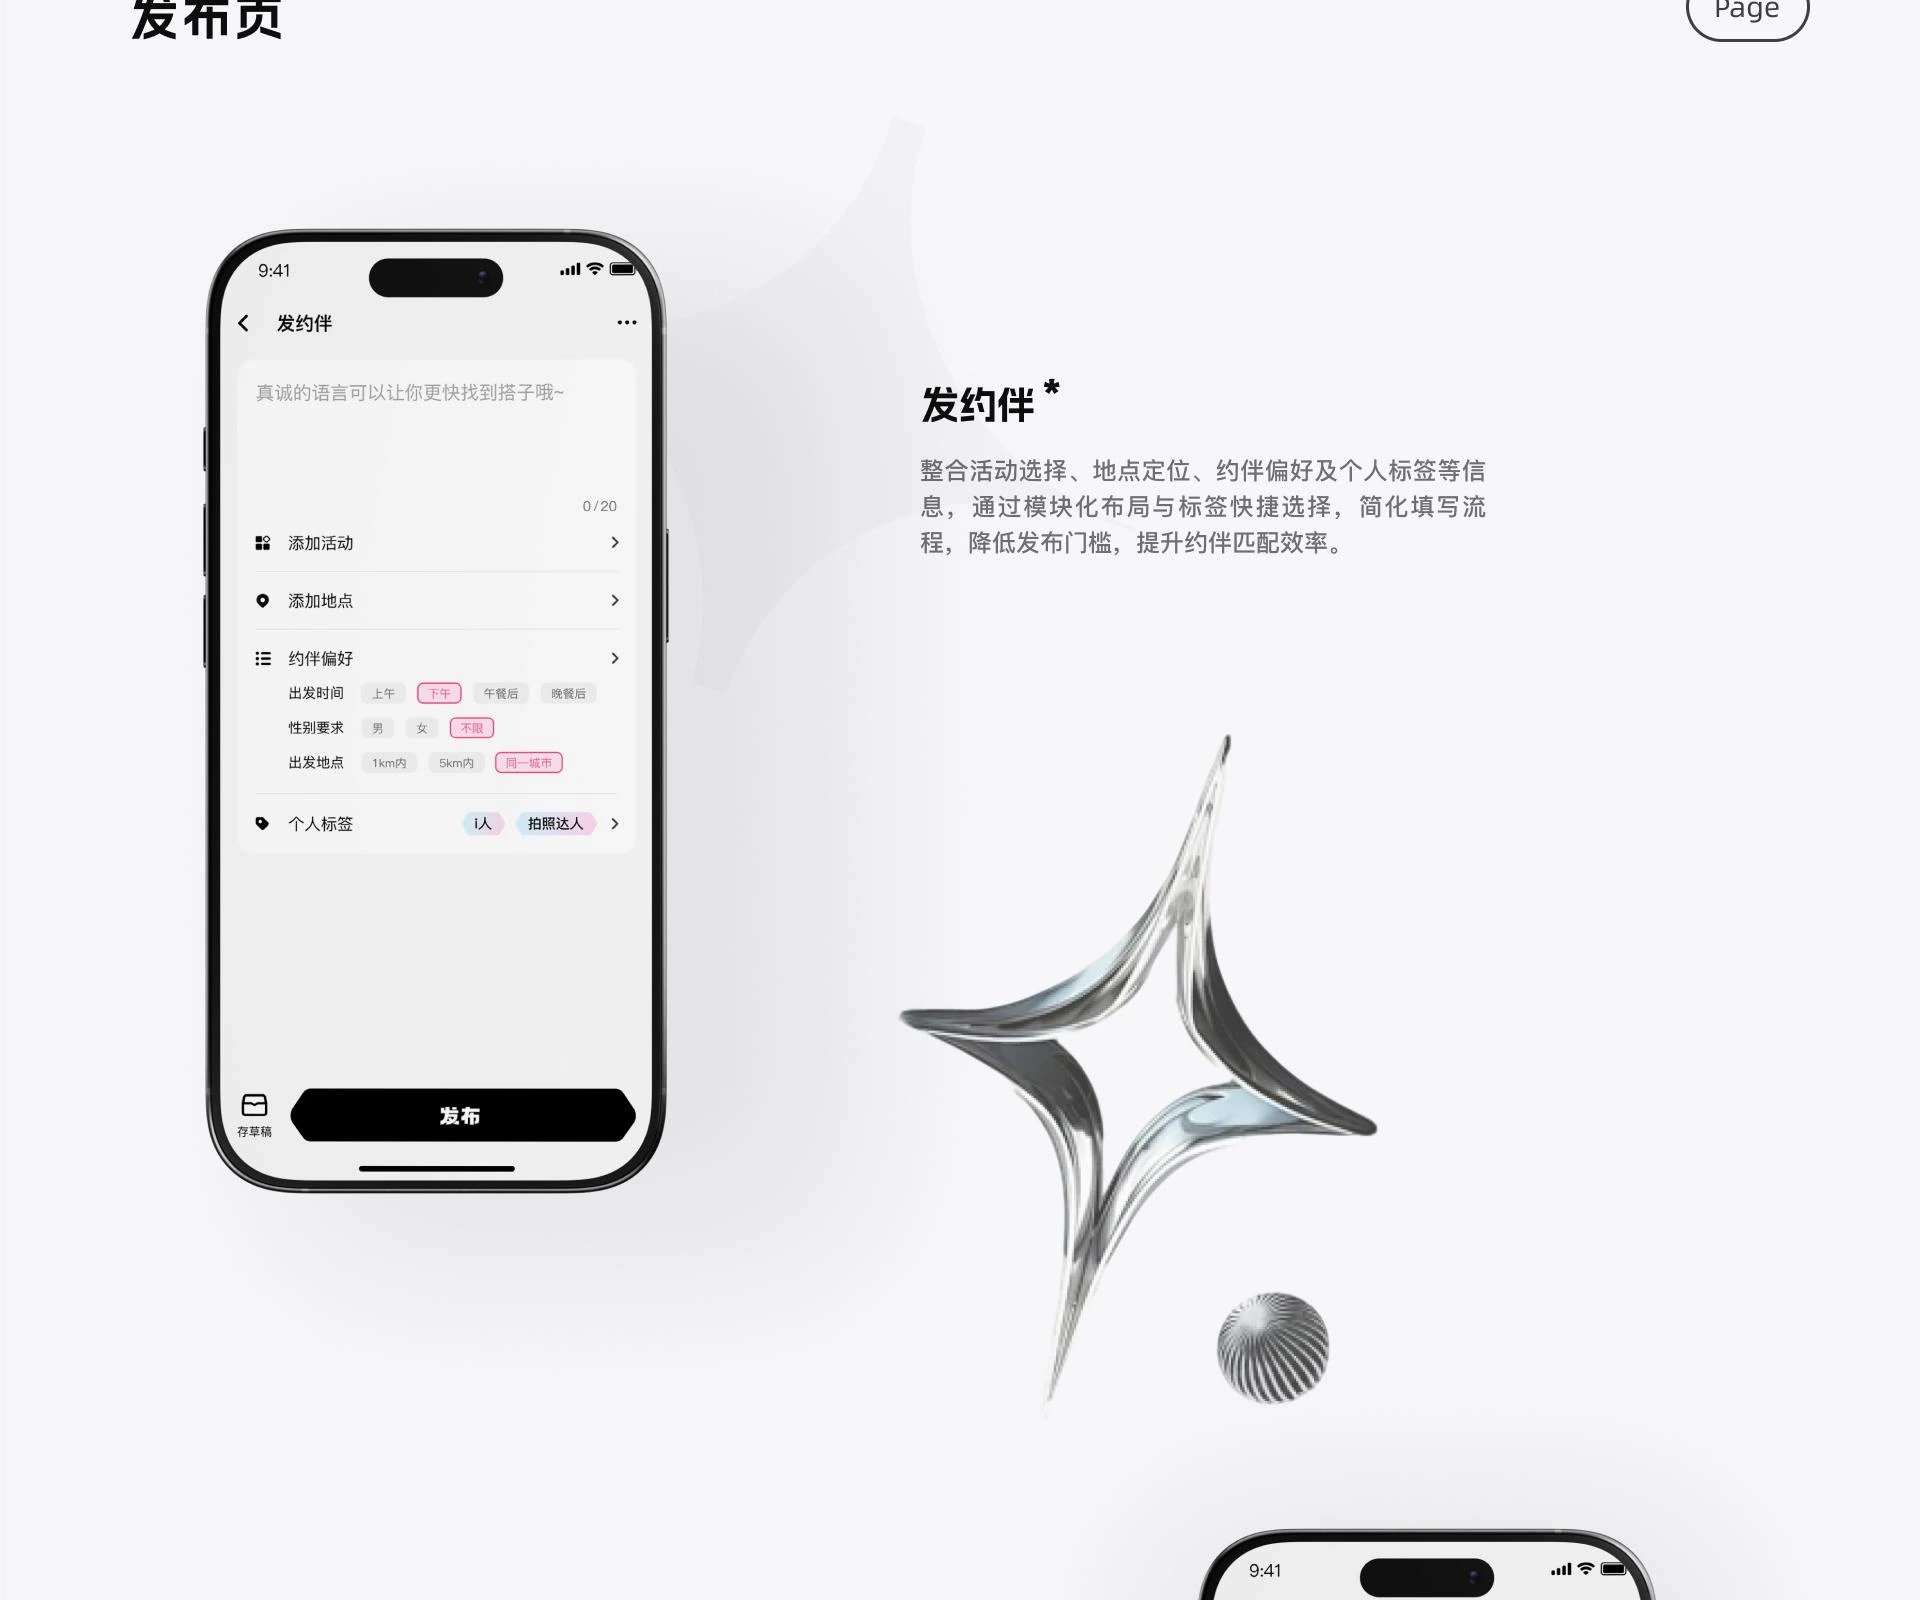 发布页
Page
9:41
发约伴
真诚的语言可以让你更快找到搭子哦~
0/20
添加活动
添加地点
约伴偏好
出发时间 上午 下午 午餐后 晚餐后
性别要求 男 女 不限
出发地点 1km内 5km内 同一城市
个人标签 i人 拍照达人
存草稿
发布
发约伴*
整合活动选择、地点定位、约伴偏好及个人标签等信
息，通过模块化布局与标签快捷选择，简化填写流
程，降低发布门槛，提升约伴匹配效率。
9:41